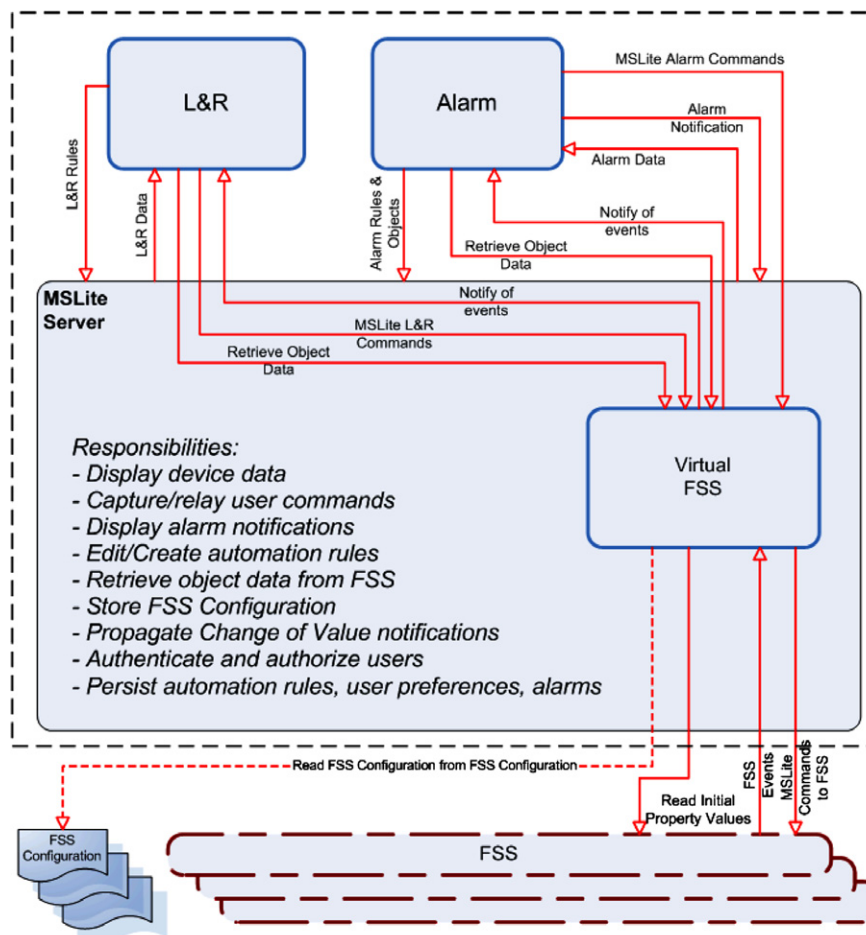 L&R
Alarm
MSLite Alarm Commands
Alarm
Notification
Alarm Data
L&R Rules
L&R Data
Alarm Rules &
Objects
Notify of
events
Retrieve Object
Data
MSLite
Server
Notify of
events
MSLite L&R
Commands
Retrieve Object
Data
Virtual
FSS
Responsibilities:
- Display device data
- Capture/relay user commands
- Display alarm notifications
- Edit/Create automation rules
- Retrieve object data from FSS
- Store FSS Configuration
- Propagate Change of Value notifications
- Authenticate and authorize users
- Persist automation rules, user preferences, alarms
Read FSS Configuration from FSS Configuration
Read Initial
Property Values
FSS
Events
MSLite
Commands
to FSS
FSS
Configuration
FSS